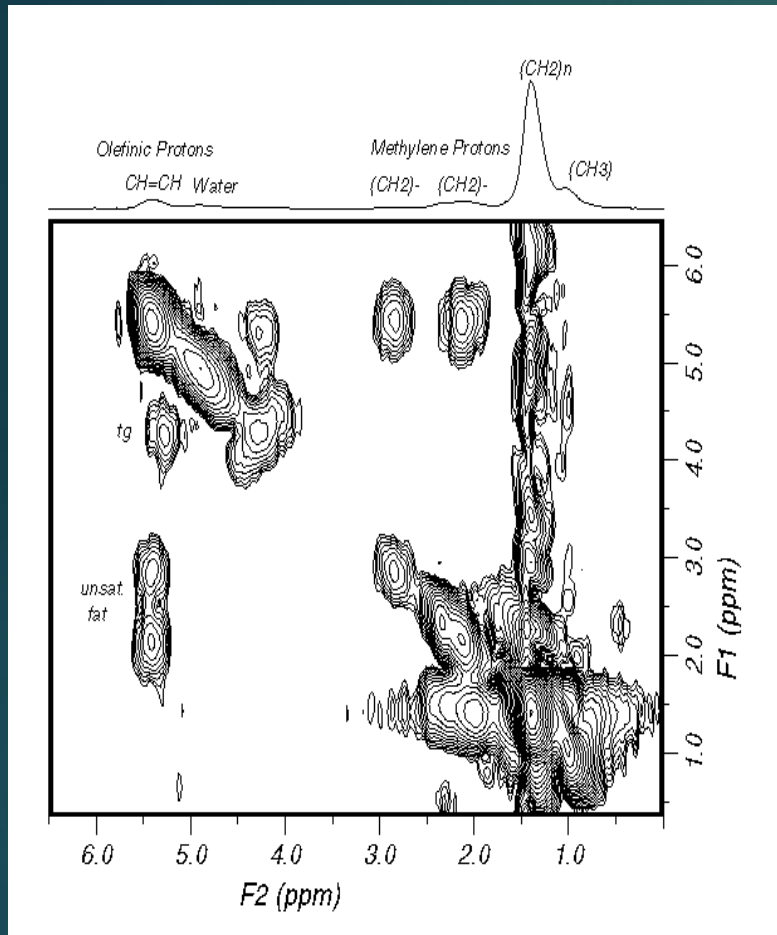 (CH2)n
Olefinic Protons
Methylene Protons
(CH3)
CH=CH
Water
(CH2)-
(CH2)-
6.0
5.0
tg
4.0
3.0
unsat.
fat
2.0
1.0
F1 (ppm)
6.0 5.0 4.0 3.0 2.0 1.0
F2 (ppm)